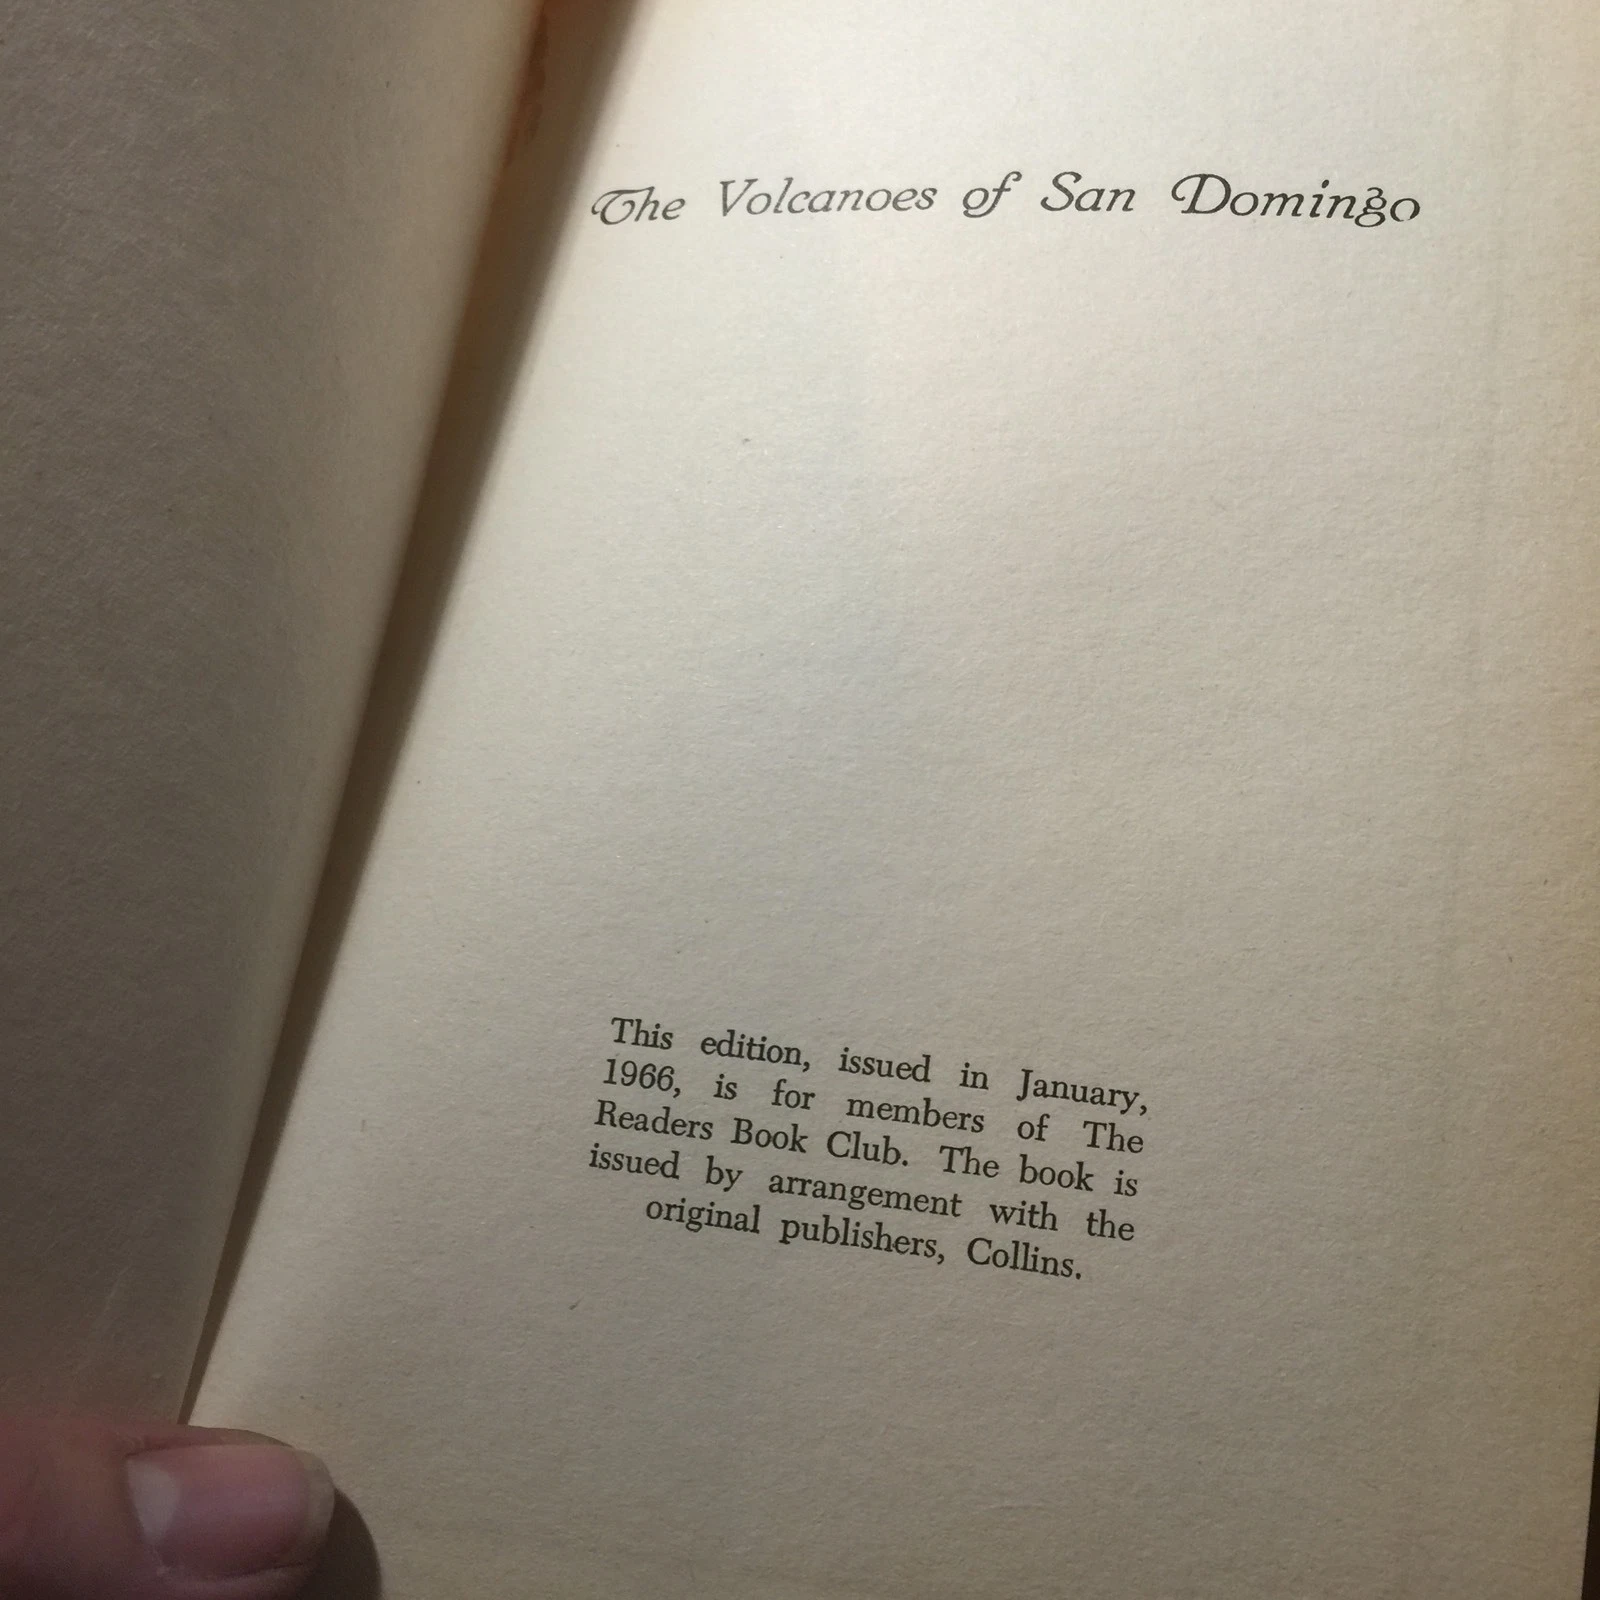 The Volcanoes of San Domingo
This edition, issued in January,
1966, is for members of The
Readers Book Club. The book is
issued by arrangement with the
original publishers, Collins.